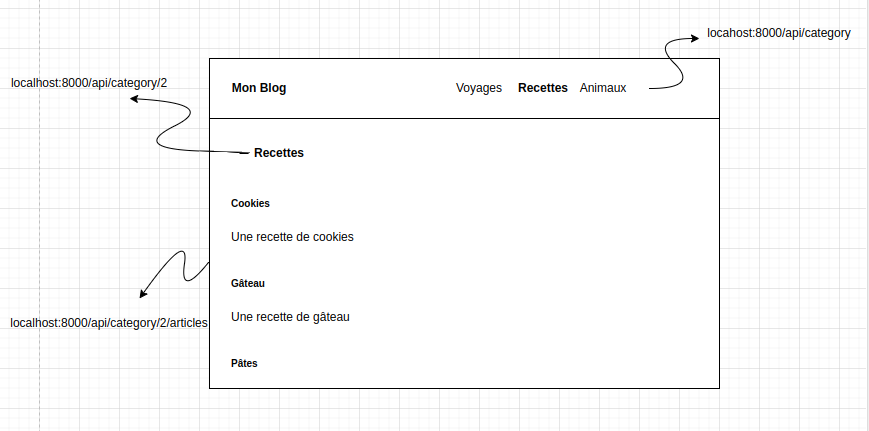 locahost:8000/api/category
localhost:8000/api/category/2
Mon Blog Voyages Recettes Animaux
Recettes
Cookies
Une recette de cookies
Gâteau
Une recette de gâteau
localhost:8000/api/category/2/articles
Pâtes